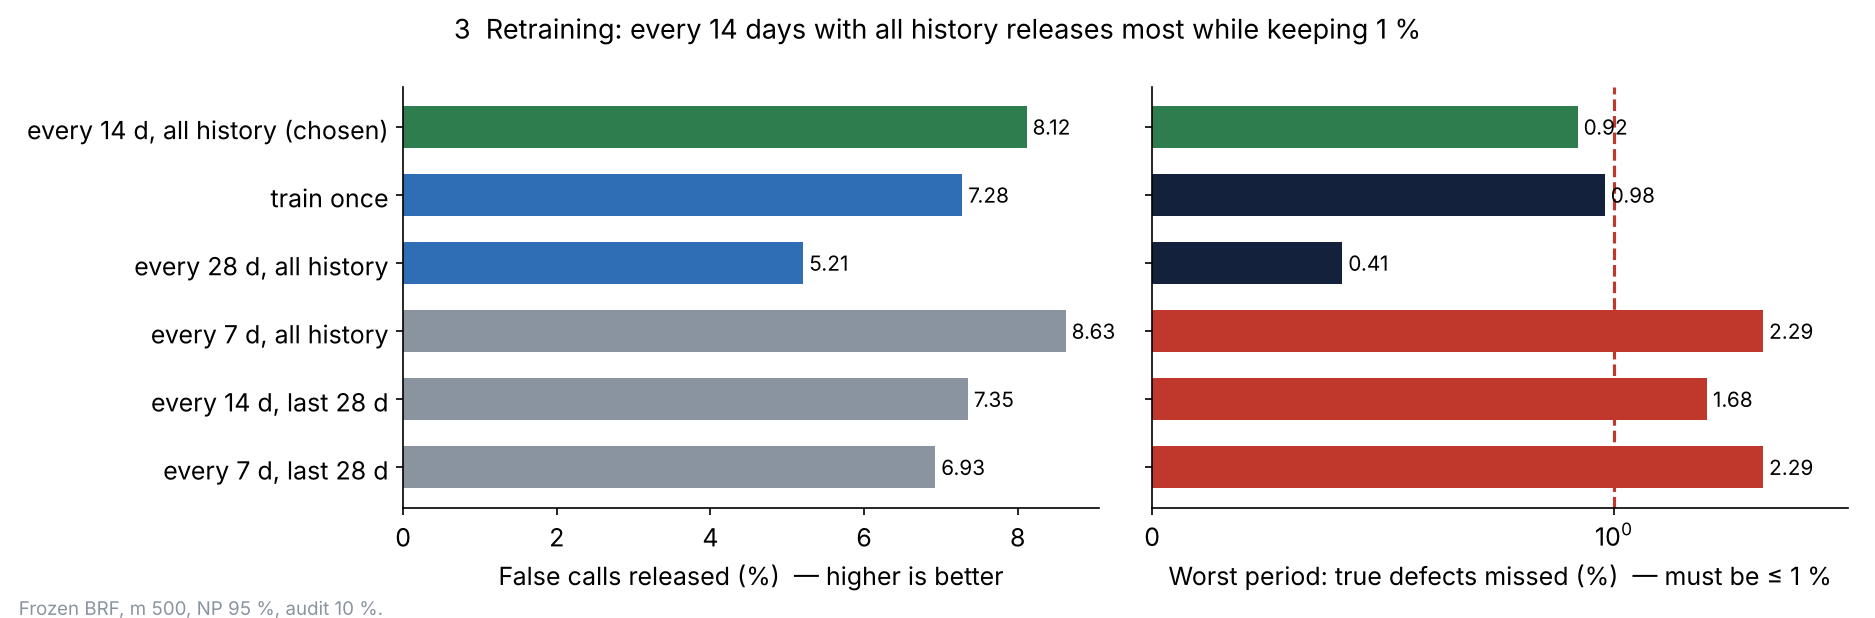 3 Retraining: every 14 days with all history releases most while keeping 1 %
every 14 d, all history (chosen)
train once
every 28 d, all history
every 7 d, all history
every 14 d, last 28 d
every 7 d, last 28 d
8.12
7.28
5.21
8.63
7.35
6.93
0 2 4 6 8
False calls released (%) — higher is better
0.92
0.98
0.41
2.29
1.68
2.29
0 10⁰
Worst period: true defects missed (%) — must be ≤ 1 %
Frozen BRF, m 500, NP 95 %, audit 10 %.